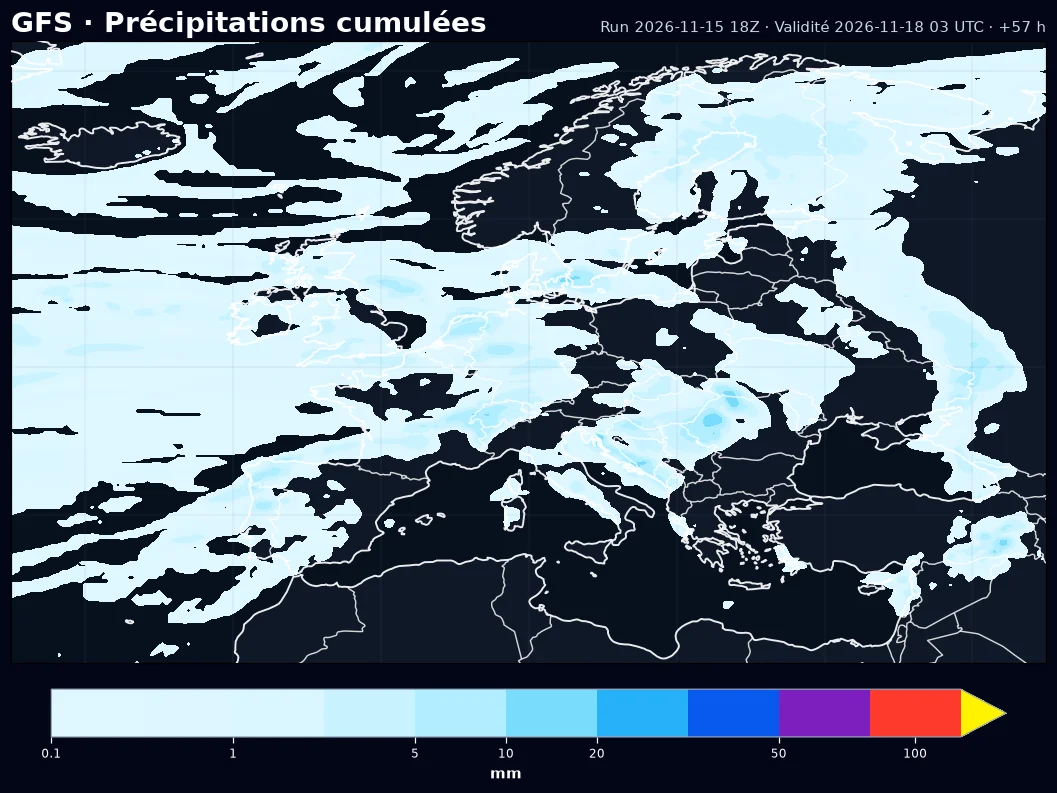 GFS · Précipitations cumulées
Run 2026-11-15 18Z · Validité 2026-11-18 03 UTC · +57 h
0.1 1 5 10 20 50 100
mm